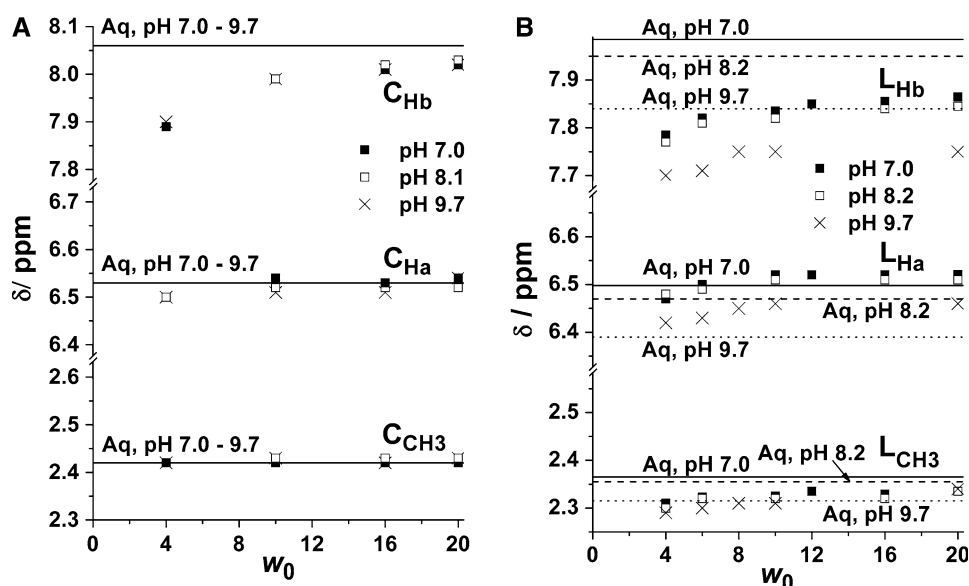 A
Aq, pH 7.0 - 9.7
8.1
8.0
7.9
7.8
6.7
6.6
6.5
6.4
2.6
2.5
2.4
2.3
δ/ ppm
C_Hb
pH 7.0
pH 8.1
pH 9.7
Aq, pH 7.0 - 9.7
C_Ha
Aq, pH 7.0 - 9.7
C_CH3
0 4 8 12 16 20
w_0
B
Aq, pH 7.0
Aq, pH 8.2
Aq, pH 9.7
L_Hb
7.9
7.8
7.7
6.6
6.5
6.4
2.5
2.4
2.3
δ / ppm
pH 7.0
pH 8.2
pH 9.7
Aq, pH 7.0
L_Ha
Aq, pH 8.2
Aq, pH 9.7
Aq, pH 8.2
L_CH3
Aq, pH 7.0
Aq, pH 9.7
0 4 8 12 16 20
w_0